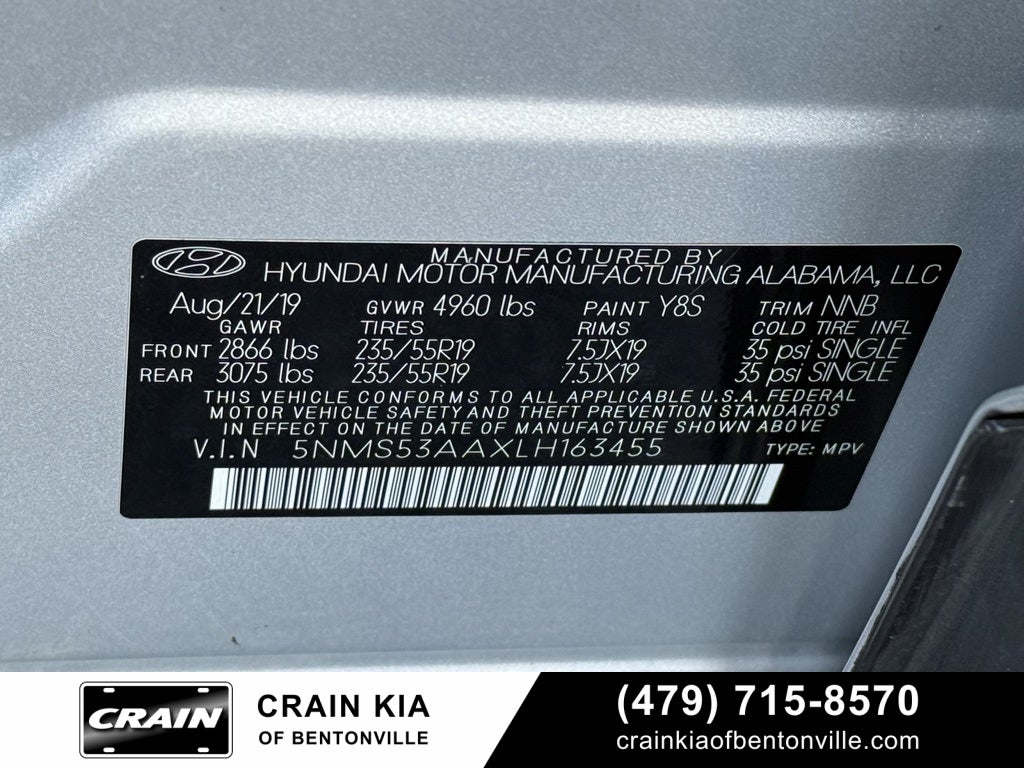 MANUFACTURED BY
HYUNDAI MOTOR MANUFACTURING ALABAMA, LLC
Aug/21/19 GVWR 4960 lbs PAINT Y8S TRIM NNB
GAWR TIRES RIMS COLD TIRE INFL
FRONT 2866 lbs 235/55R19 7.5JX19 35 psi SINGLE
REAR 3075 lbs 235/55R19 7.5JX19 35 psi SINGLE
THIS VEHICLE CONFORMS TO ALL APPLICABLE U.S.A. FEDERAL
MOTOR VEHICLE SAFETY AND THEFT PREVENTION STANDARDS
IN EFFECT ON THE DATE OF MANUFACTURE SHOWN ABOVE
V.I.N 5NMS53AAXLH163455 TYPE: MPV
CRAIN
CRAIN KIA
OF BENTONVILLE
(479) 715-8570
crainkiaofbentonville.com